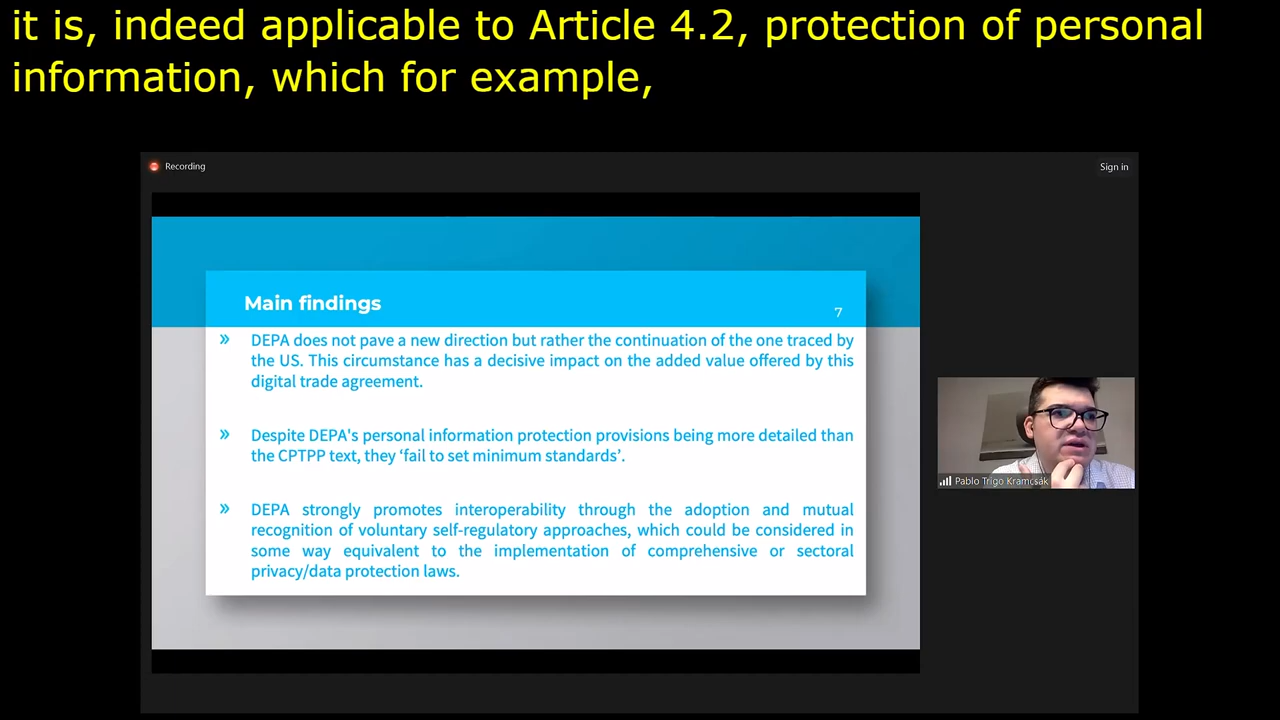 it is, indeed applicable to Article 4.2, protection of personal
information, which for example,
Recording
Sign in
Main findings
7
» DEPA does not pave a new direction but rather the continuation of the one traced by
the US. This circumstance has a decisive impact on the added value offered by this
digital trade agreement.
» Despite DEPA's personal information protection provisions being more detailed than
the CPTPP text, they ‘fail to set minimum standards’.
» DEPA strongly promotes interoperability through the adoption and mutual
recognition of voluntary self-regulatory approaches, which could be considered in
some way equivalent to the implementation of comprehensive or sectoral
privacy/data protection laws.
Pablo Trigo Kramcsák